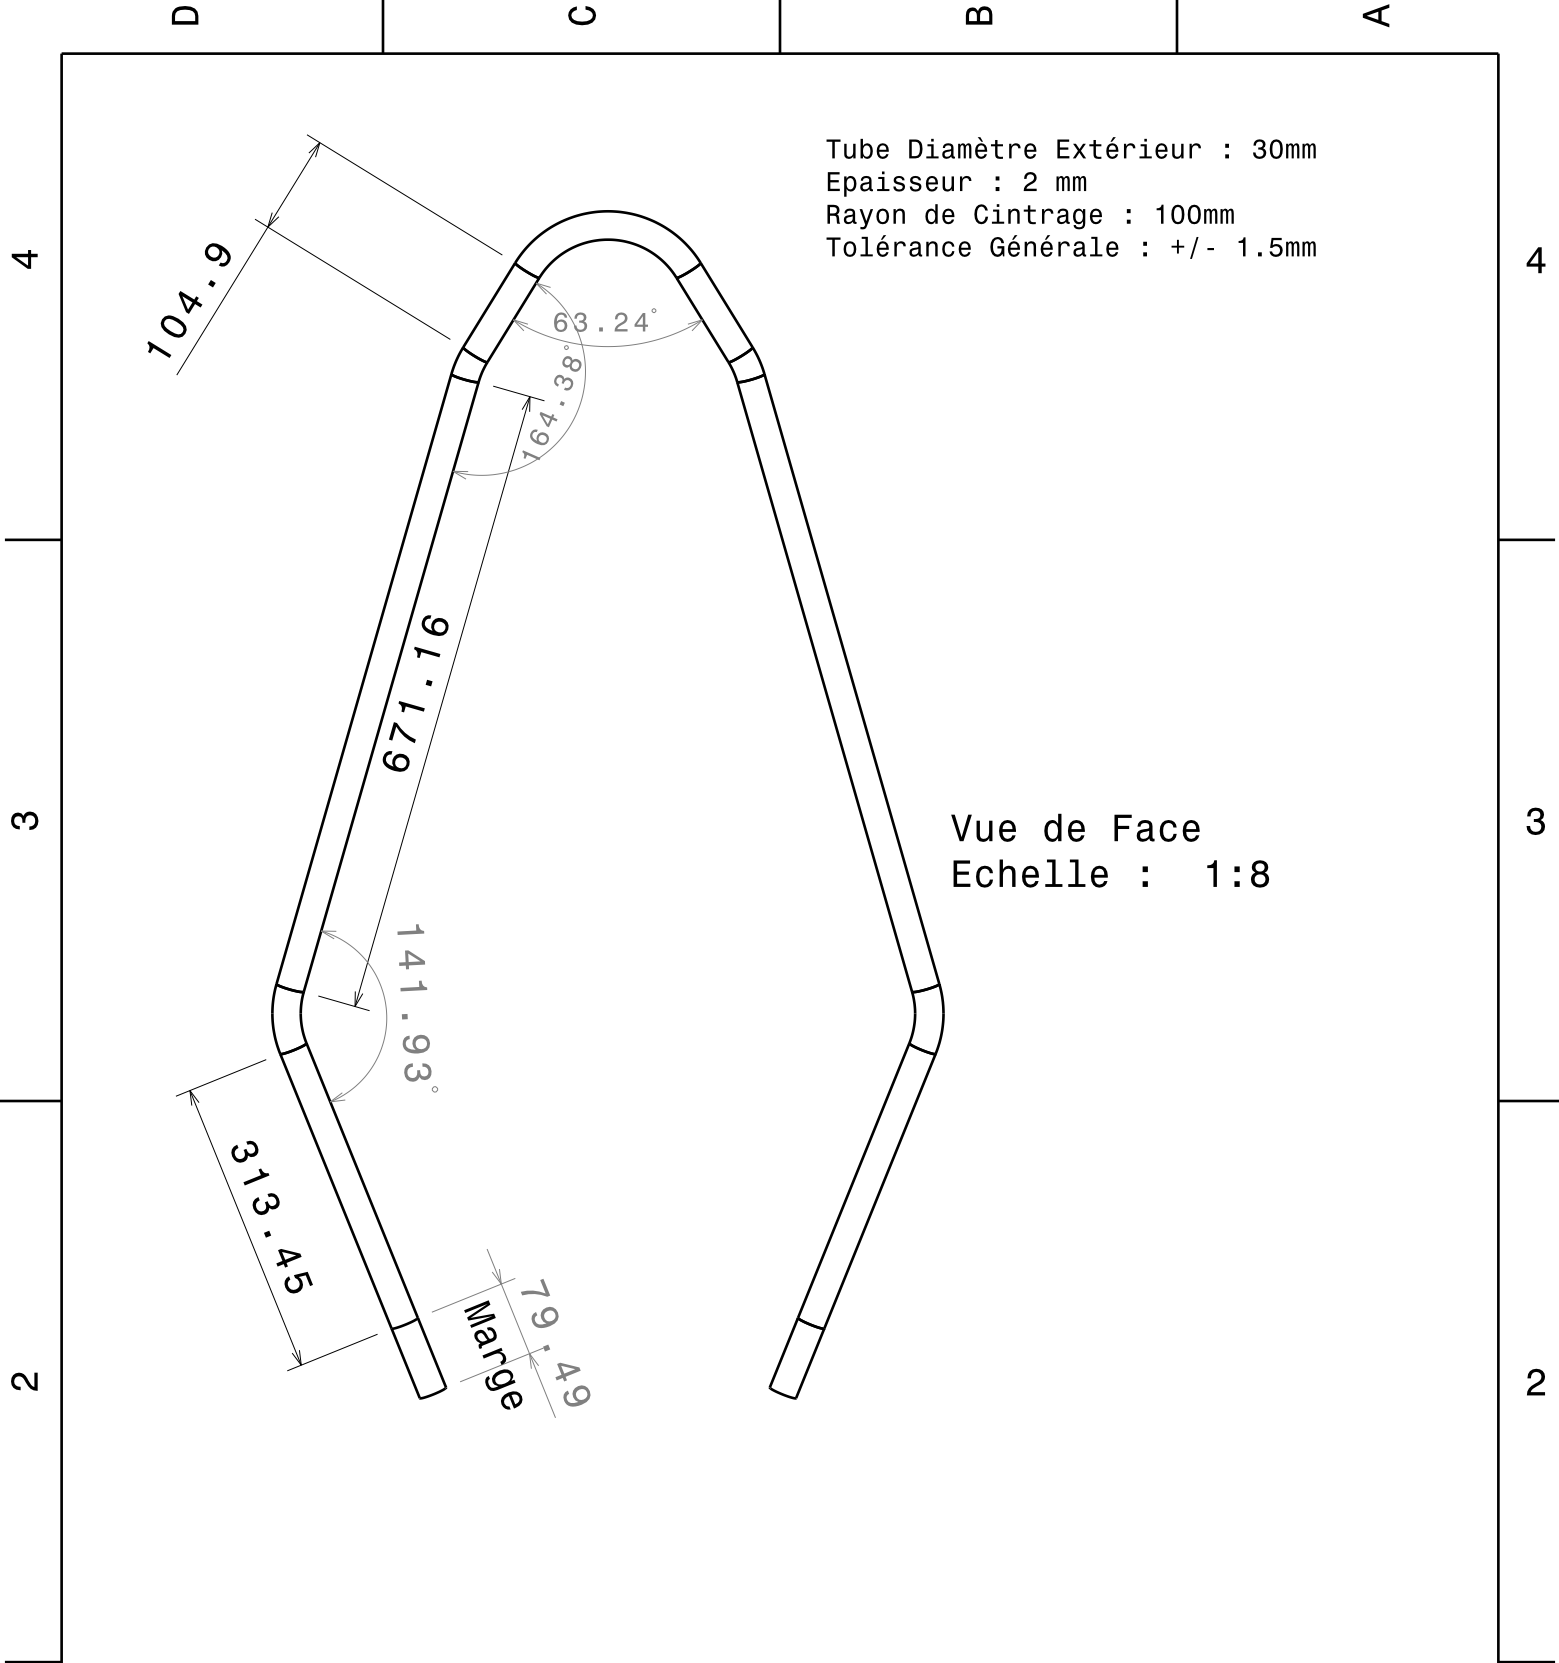 D
C
B
A
Tube Diamètre Extérieur : 30mm
Epaisseur : 2 mm
Rayon de Cintrage : 100mm
Tolérance Générale : +/- 1.5mm
4
4
104.9
63.24°
164.38°
671.16
3
Vue de Face
Echelle :  1:8
3
141.93°
313.45
79.49
Marge
2
2